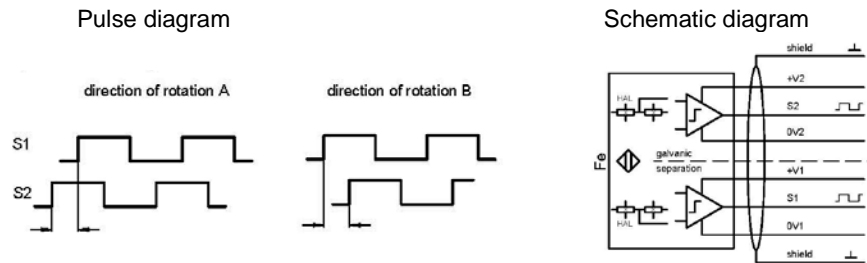 Pulse diagram
Schematic diagram
direction of rotation A
direction of rotation B
S1
S2
shield
+V2
HAL
S2
0V2
galvanic
separation
Fe
+V1
S1
HAL
0V1
shield